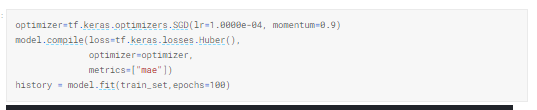 optimizer=tf.keras.optimizers.SGD(lr=1.0000e-04, momentum=0.9)
model.compile(loss=tf.keras.losses.Huber(),
optimizer=optimizer,
metrics=["mae"])
history = model.fit(train_set,epochs=100)